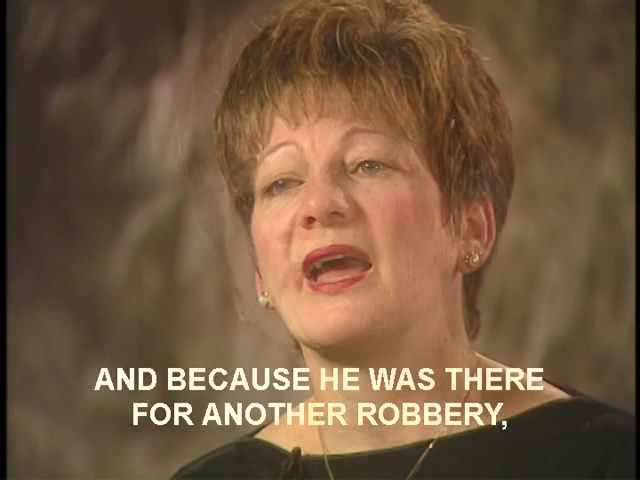 AND BECAUSE HE WAS THERE
FOR ANOTHER ROBBERY,